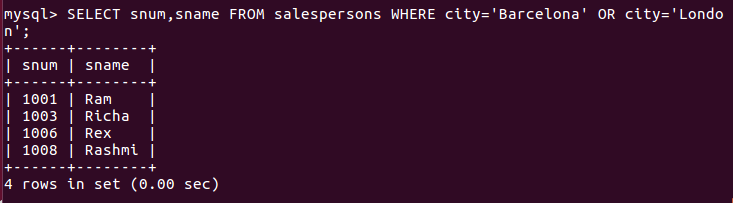 mysql> SELECT snum,sname FROM salespersons WHERE city='Barcelona' OR city='Londo
n';
+------+--------+
| snum | sname  |
+------+--------+
| 1001 | Ram    |
| 1003 | Richa  |
| 1006 | Rex    |
| 1008 | Rashmi |
+------+--------+
4 rows in set (0.00 sec)